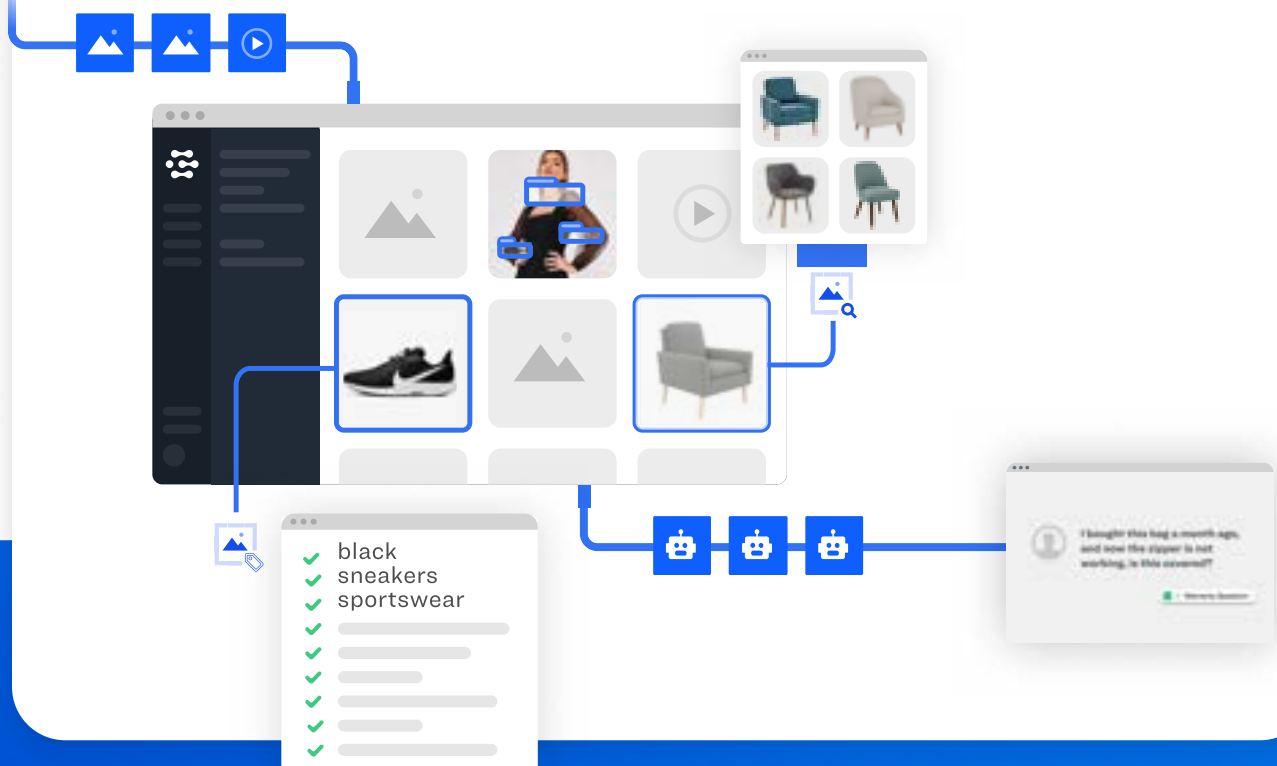 black
sneakers
sportswear
I bought this bag a month ago,
and now the zipper is not
working, is this covered?